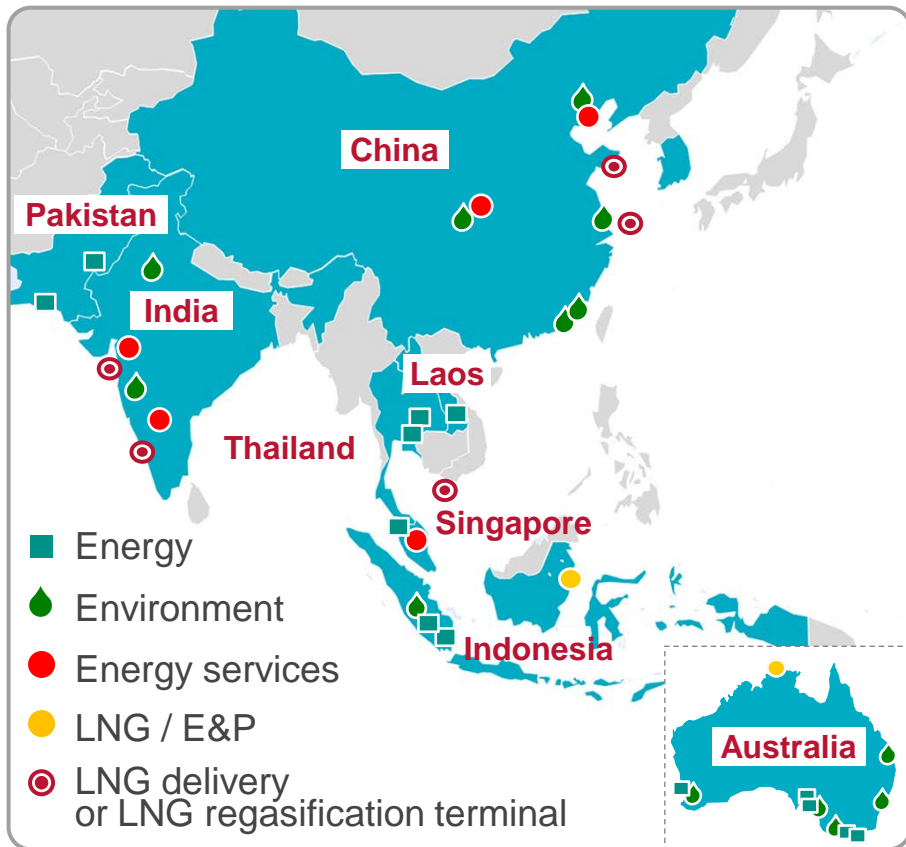 China
Pakistan
India
Laos
Thailand
Singapore
Energy
Environment
Indonesia
Energy services
LNG / E&P
Australia
LNG delivery
or LNG regasification terminal